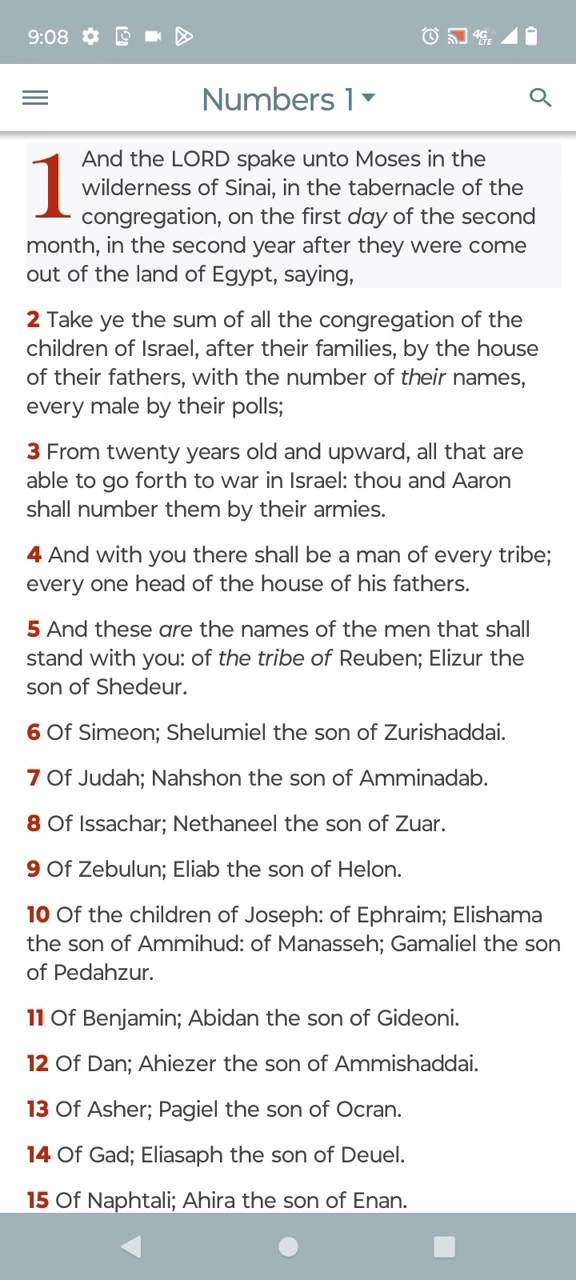 9:08
4G
LTE
Numbers 1
1 And the LORD spake unto Moses in the
wilderness of Sinai, in the tabernacle of the
congregation, on the first day of the second
month, in the second year after they were come
out of the land of Egypt, saying,
2 Take ye the sum of all the congregation of the
children of Israel, after their families, by the house
of their fathers, with the number of their names,
every male by their polls;
3 From twenty years old and upward, all that are
able to go forth to war in Israel: thou and Aaron
shall number them by their armies.
4 And with you there shall be a man of every tribe;
every one head of the house of his fathers.
5 And these are the names of the men that shall
stand with you: of the tribe of Reuben; Elizur the
son of Shedeur.
6 Of Simeon; Shelumiel the son of Zurishaddai.
7 Of Judah; Nahshon the son of Amminadab.
8 Of Issachar; Nethaneel the son of Zuar.
9 Of Zebulun; Eliab the son of Helon.
10 Of the children of Joseph: of Ephraim; Elishama
the son of Ammihud: of Manasseh; Gamaliel the son
of Pedahzur.
11 Of Benjamin; Abidan the son of Gideoni.
12 Of Dan; Ahiezer the son of Ammishaddai.
13 Of Asher; Pagiel the son of Ocran.
14 Of Gad; Eliasaph the son of Deuel.
15 Of Naphtali; Ahira the son of Enan.